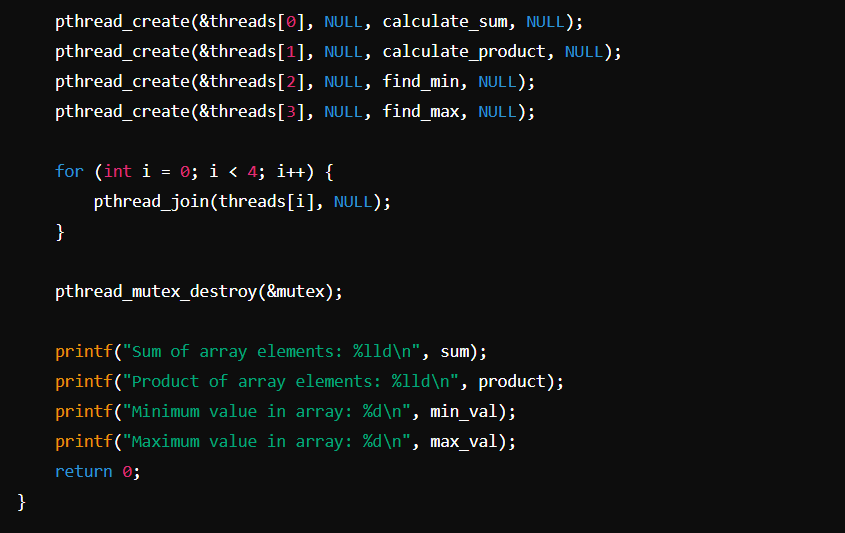 pthread_create(&threads[0], NULL, calculate_sum, NULL);
pthread_create(&threads[1], NULL, calculate_product, NULL);
pthread_create(&threads[2], NULL, find_min, NULL);
pthread_create(&threads[3], NULL, find_max, NULL);
for (int i = 0; i < 4; i++) {
pthread_join(threads[i], NULL);
}
pthread_mutex_destroy(&mutex);
printf("Sum of array elements: %lld\n", sum);
printf("Product of array elements: %lld\n", product);
printf("Minimum value in array: %d\n", min_val);
printf("Maximum value in array: %d\n", max_val);
return 0;
}